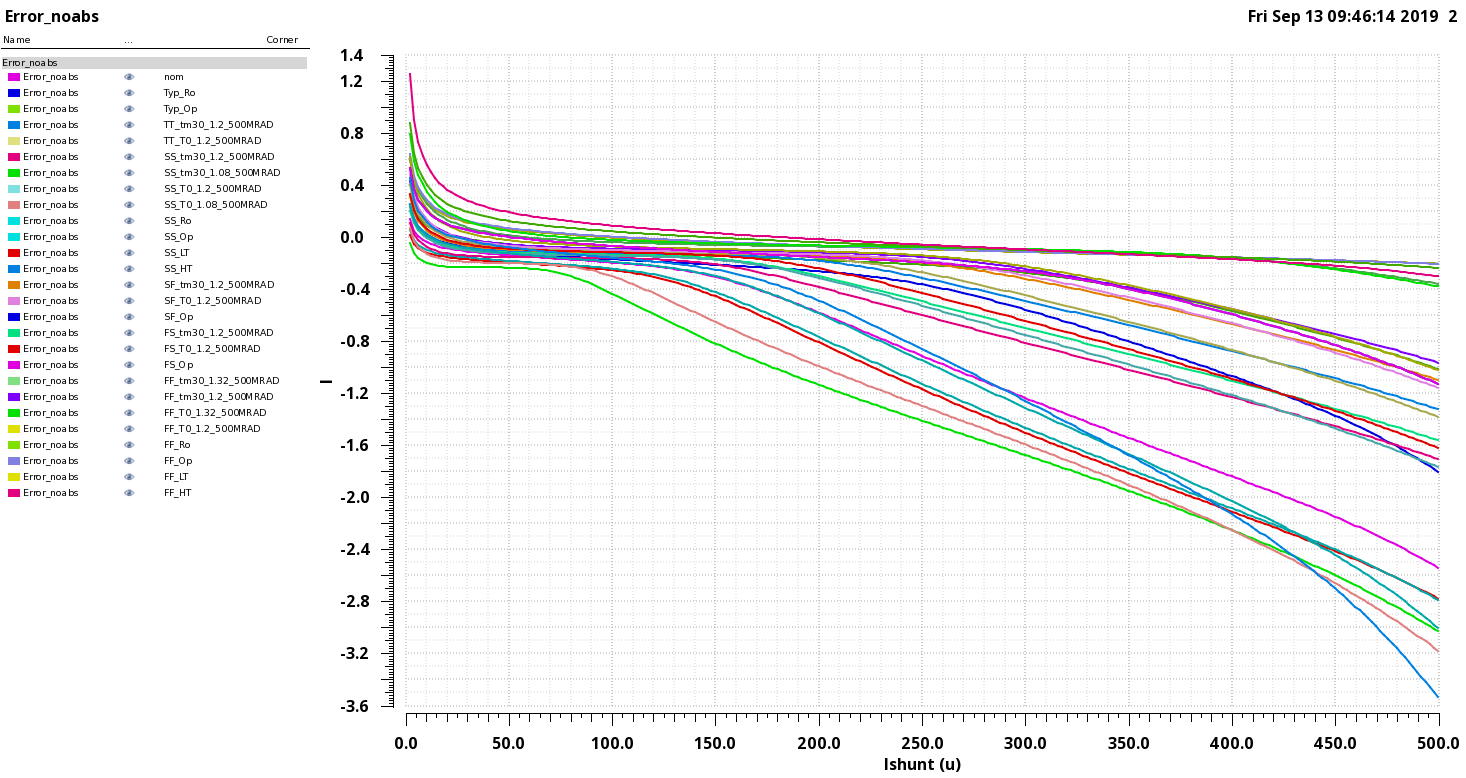 Error_noabs
Fri Sep 13 09:46:14 2019 2
Name ... Corner
Error_noabs
Error_noabs nom
Error_noabs Typ_Ro
Error_noabs Typ_Op
Error_noabs TT_tm30_1.2_500MRAD
Error_noabs TT_T0_1.2_500MRAD
Error_noabs SS_tm30_1.2_500MRAD
Error_noabs SS_tm30_1.08_500MRAD
Error_noabs SS_T0_1.2_500MRAD
Error_noabs SS_T0_1.08_500MRAD
Error_noabs SS_Ro
Error_noabs SS_Op
Error_noabs SS_LT
Error_noabs SS_HT
Error_noabs SF_tm30_1.2_500MRAD
Error_noabs SF_T0_1.2_500MRAD
Error_noabs SF_Op
Error_noabs FS_tm30_1.2_500MRAD
Error_noabs FS_T0_1.2_500MRAD
Error_noabs FS_Op
Error_noabs FF_tm30_1.32_500MRAD
Error_noabs FF_tm30_1.2_500MRAD
Error_noabs FF_T0_1.32_500MRAD
Error_noabs FF_T0_1.2_500MRAD
Error_noabs FF_Ro
Error_noabs FF_Op
Error_noabs FF_LT
Error_noabs FF_HT
1.4
1.2
0.8
0.4
0.0
-0.4
-0.8
-1.2
-1.6
-2.0
-2.4
-2.8
-3.2
-3.6
I
0.0 50.0 100.0 150.0 200.0 250.0 300.0 350.0 400.0 450.0 500.0
Ishunt (u)